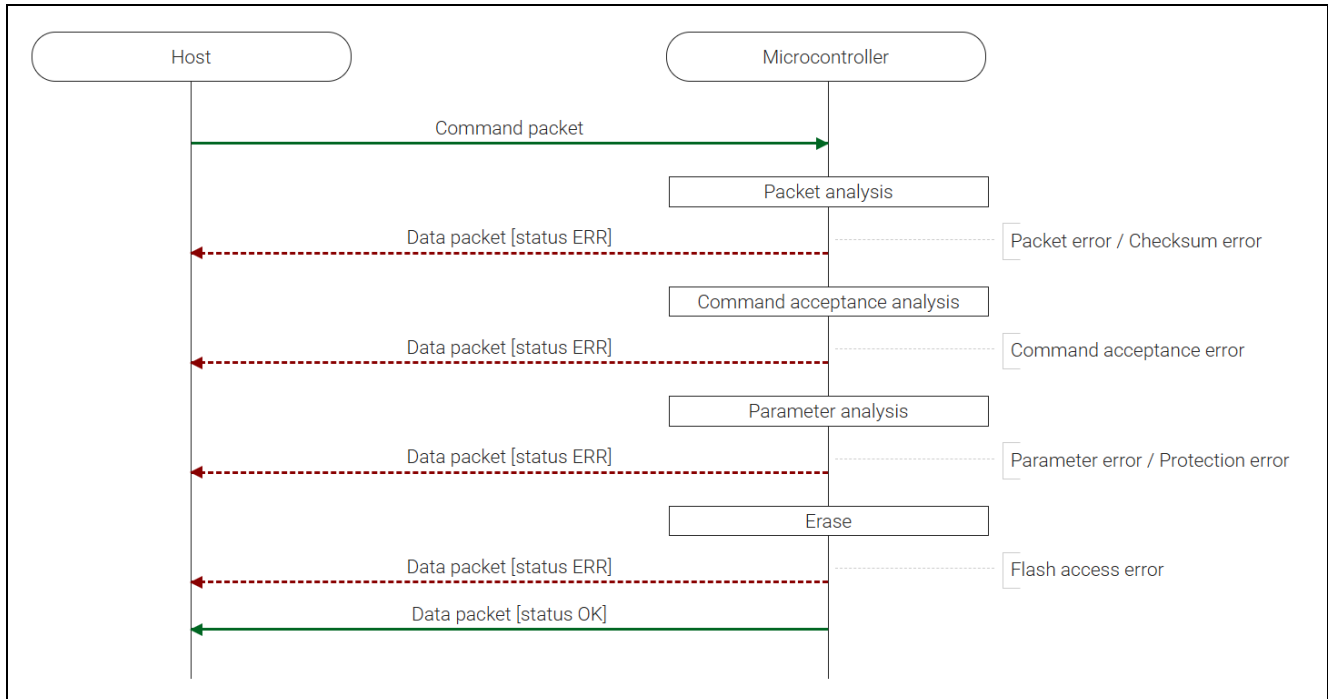 Host
Microcontroller
Command packet
Packet analysis
Data packet [status ERR]
Packet error / Checksum error
Command acceptance analysis
Data packet [status ERR]
Command acceptance error
Parameter analysis
Data packet [status ERR]
Parameter error / Protection error
Erase
Data packet [status ERR]
Flash access error
Data packet [status OK]